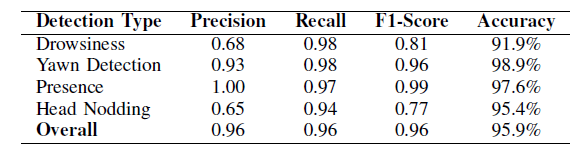 Detection Type Precision Recall F1-Score Accuracy
Drowsiness 0.68 0.98 0.81 91.9%
Yawn Detection 0.93 0.98 0.96 98.9%
Presence 1.00 0.97 0.99 97.6%
Head Nodding 0.65 0.94 0.77 95.4%
Overall 0.96 0.96 0.96 95.9%